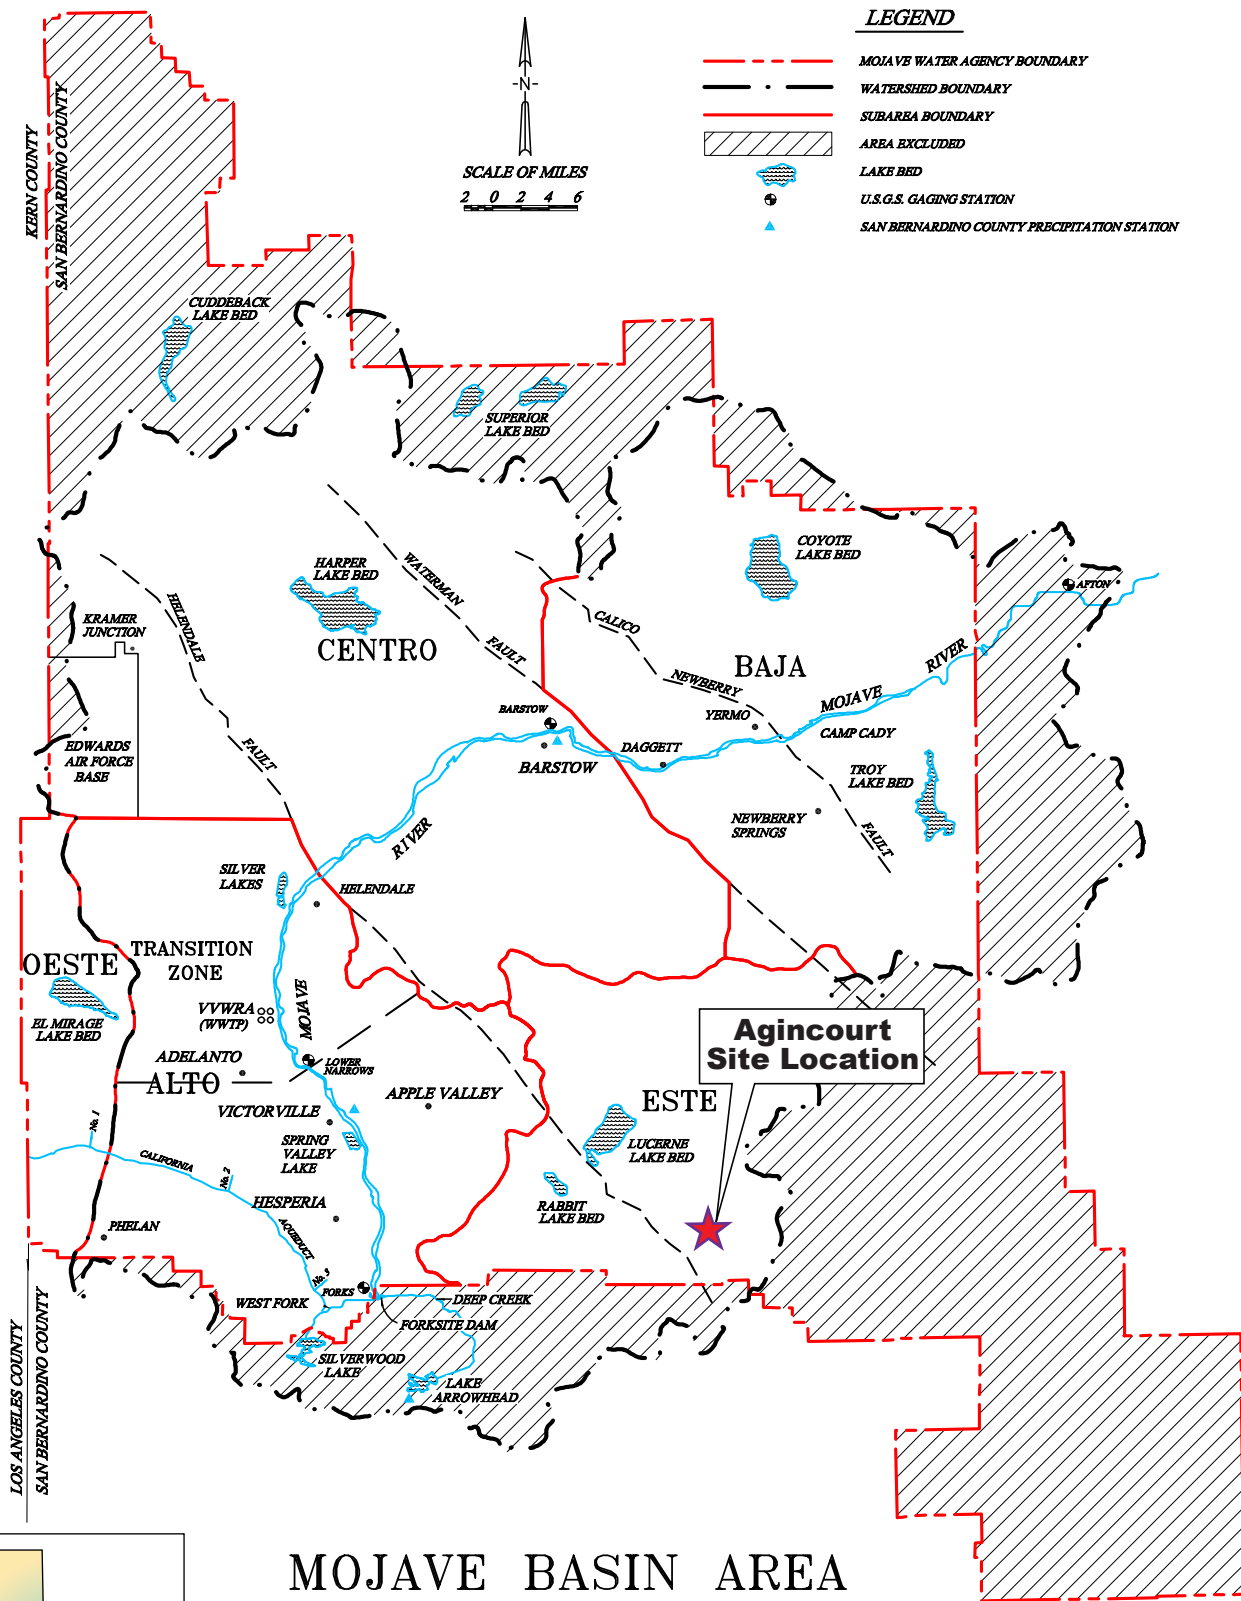 LEGEND
MOJAVE WATER AGENCY BOUNDARY
WATERSHED BOUNDARY
SUBAREA BOUNDARY
AREA EXCLUDED
LAKE BED
U.S.G.S. GAGING STATION
SAN BERNARDINO COUNTY PRECIPITATION STATION
-N-
SCALE OF MILES
2 0 2 4 6
KERN COUNTY
SAN BERNARDINO COUNTY
CUDDEBACK
LAKE BED
SUPERIOR
LAKE BED
COYOTE
LAKE BED
HARPER
LAKE BED
WATERMAN
FAULT
AFTON
HELENDALE
FAULT
KRAMER
JUNCTION
CENTRO
CALICO
NEWBERRY
FAULT
BAJA
MOJAVE
RIVER
BARSTOW
YERMO
CAMP CADY
DAGGETT
BARSTOW
EDWARDS
AIR FORCE
BASE
TROY
LAKE BED
NEWBERRY
SPRINGS
RIVER
SILVER
LAKES
HELENDALE
TRANSITION
ZONE
OESTE
EL MIRAGE
LAKE BED
VVWRA
(WWTP)
MOJAVE
Agincourt
Site Location
ADELANTO
LOWER
NARROWS
ALTO
APPLE VALLEY
ESTE
VICTORVILLE
No. 1
SPRING
VALLEY
LAKE
LUCERNE
LAKE BED
CALIFORNIA
No. 2
HESPERIA
RABBIT
LAKE BED
PHELAN
AQUEDUCT
No. 3
FORKS
WEST FORK
DEEP CREEK
FORKSITE DAM
SILVERWOOD
LAKE
LAKE
ARROWHEAD
LOS ANGELES COUNTY
SAN BERNARDINO COUNTY
MOJAVE BASIN AREA